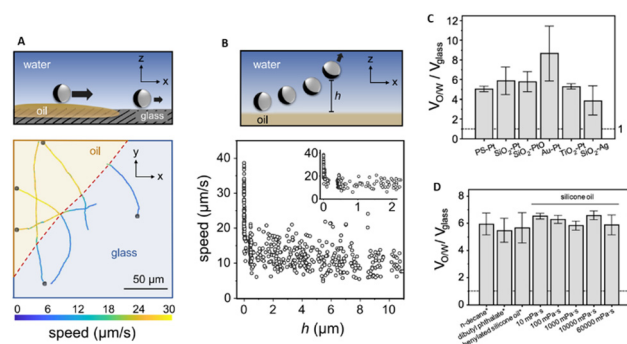 A
water
z
x
oil
glass
oil
y
x
glass
50 µm
0 6 12 18 24 30
speed (µm/s)
B
water
z
x
h
oil
speed (µm/s)
50
40
30
20
10
0
0 1 2
0 2 4 6 8 10
h (µm)
C
V_O/W / V_glass
12
10
8
6
4
2
0
1
PS-Pt
SiO₂-Pt
SiO₂-PtO
Au-Pt
TiO₂-Pt
SiO₂-Ag
D
V_O/W/V_glass
12
10
8
6
4
2
0
silicone oil
n-decane*
dibutyl phthalate*
10 mPa·s
100 mPa·s
1000 mPa·s
10000 mPa·s
60000 mPa·s